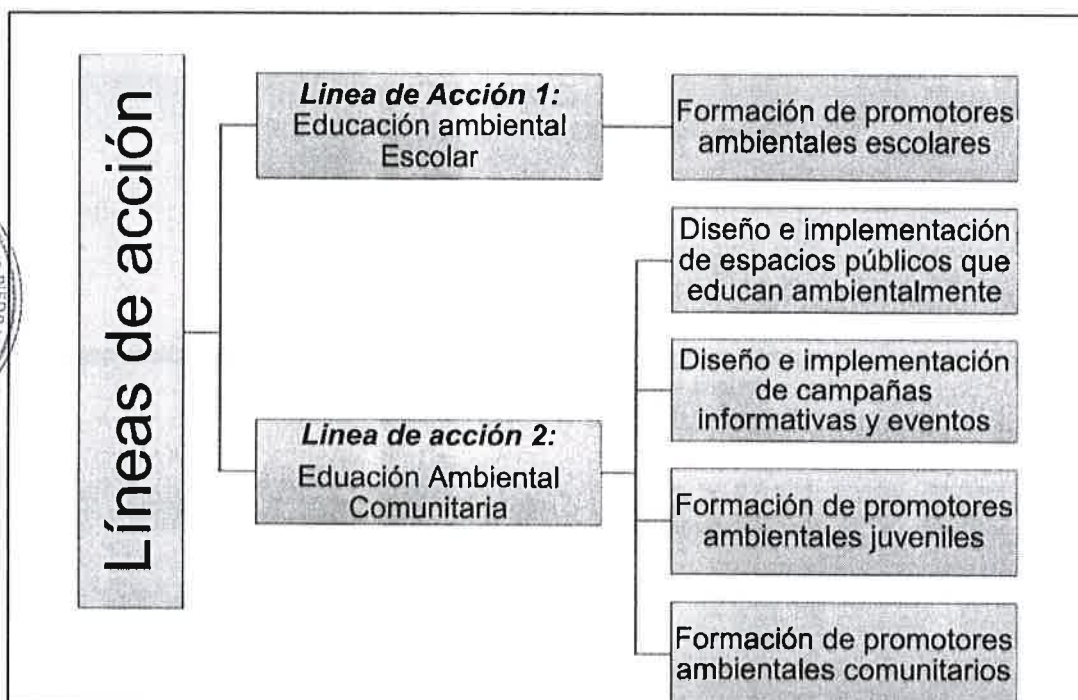 Líneas de acción
Linea de Acción 1:
Educación ambiental
Escolar
Formación de promotores
ambientales escolares
Linea de acción 2:
Eduación Ambiental
Comunitaria
Diseño e implementación
de espacios públicos que
educan ambientalmente
Diseño e implementación
de campañas
informativas y eventos
Formación de promotores
ambientales juveniles
Formación de promotores
ambientales comunitarios